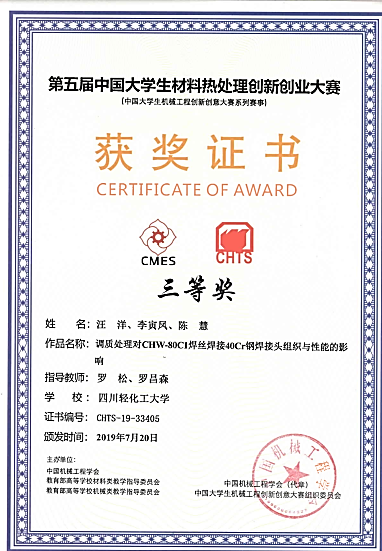 第五届中国大学生材料热处理创新创业大赛
(中国大学生机械工程创新创意大赛系列赛事)
获奖证书
CERTIFICATE OF AWARD
CMES
CHTS
三等奖
姓 名：汪 洋、李寅风、陈 慧
作品名称：调质处理对CHW-80C1焊丝焊接40Cr钢焊接头组织与性能的影
响
指导教师：罗 松、罗昌森
学 校：四川轻化工大学
证书编号：CHTS-19-33405
颁发时间：2019年7月20日
主办单位：
中国机械工程学会
教育部高等学校材料类教学指导委员会
教育部高等学校机械类教学指导委员会
中国机械工程学会（代章）
中国大学生机械工程创新创意大赛组织委员会
国机械工程学